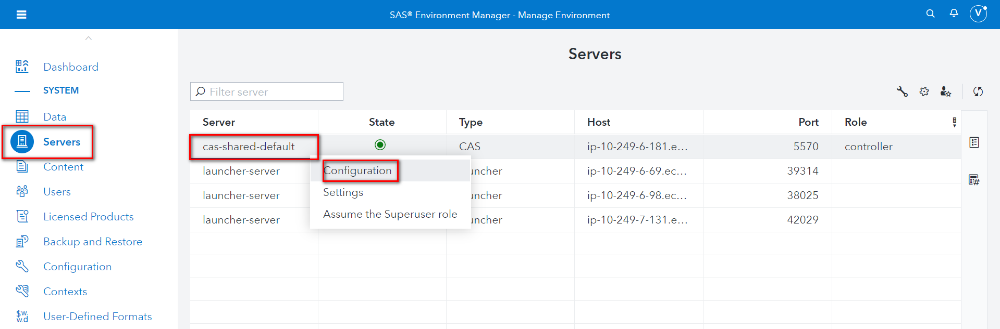 SAS® Environment Manager - Manage Environment
V
Dashboard
SYSTEM
Data
Servers
Content
Users
Licensed Products
Backup and Restore
Configuration
Contexts
$w.
w.d
User-Defined Formats
Servers
Filter server
Server State Type Host Port Role
cas-shared-default CAS ip-10-249-6-181.e... 5570 controller
launcher-server uncher ip-10-249-6-69.ec... 39314
launcher-server uncher ip-10-249-6-98.ec... 38025
launcher-server uncher ip-10-249-7-131.e... 42029
Configuration
Settings
Assume the Superuser role